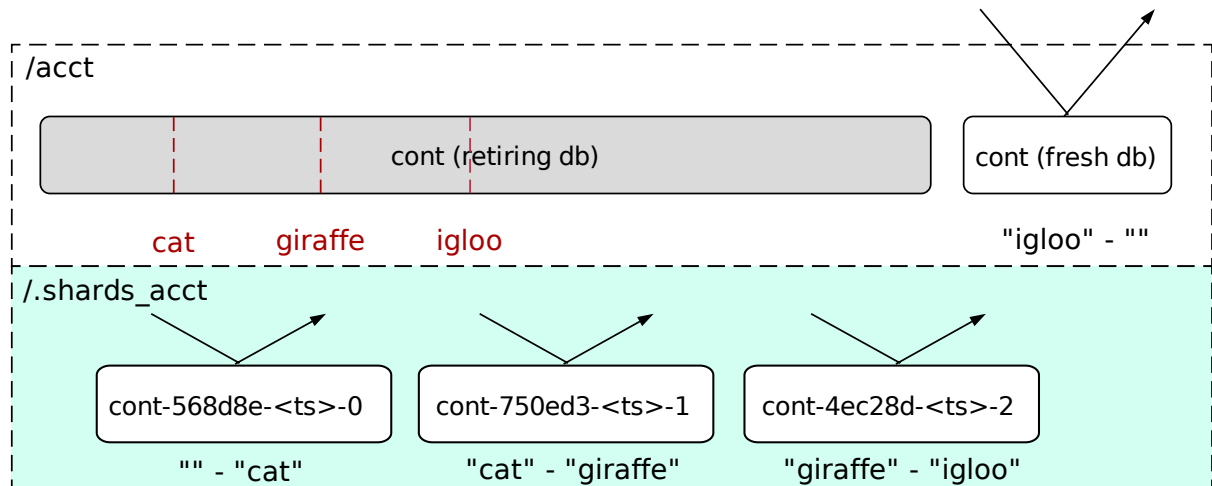 /acct
cont (retiring db)
cont (fresh db)
cat giraffe igloo
"igloo" - ""
/.shards_acct
cont-568d8e-<ts>-0
cont-750ed3-<ts>-1
cont-4ec28d-<ts>-2
"" - "cat"
"cat" - "giraffe"
"giraffe" - "igloo"